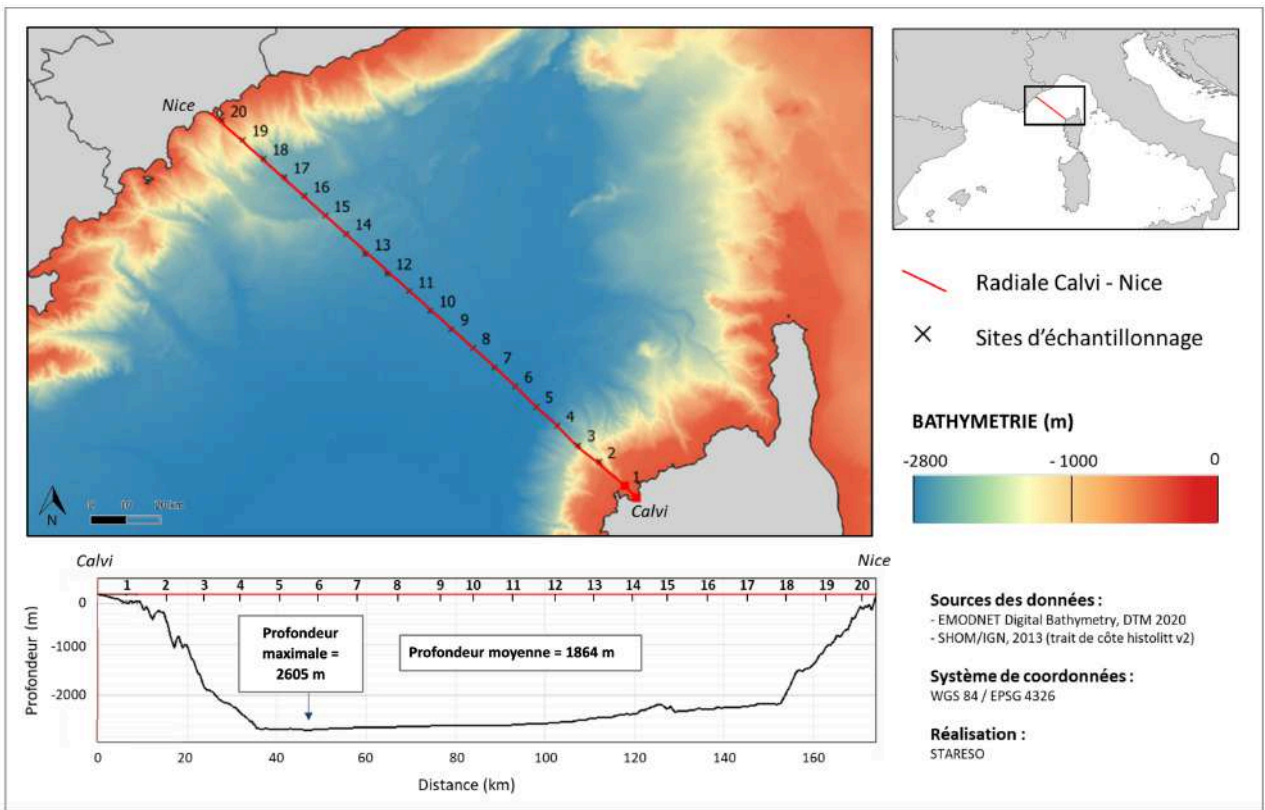 Nice
20
19
18
17
16
15
14
13
12
11
10
9
8
7
6
5
4
3
2
1
Calvi
N
20 km
Radiale Calvi - Nice
Sites d'échantillonnage
BATHYMETRIE (m)
-2800 - 1000 0
Calvi Nice
1 2 3 4 5 6 7 8 9 10 11 12 13 14 15 16 17 18 19 20
Profondeur (m)
0
-1000
-2000
Profondeur
maximale =
2605 m
Profondeur moyenne = 1864 m
0 20 40 60 80 100 120 140 160
Distance (km)
Sources des données :
- EMODNET Digital Bathymetry, DTM 2020
- SHOM/IGN, 2013 (trait de côte histolitt v2)
Système de coordonnées :
WGS 84 / EPSG 4326
Réalisation :
STARESO